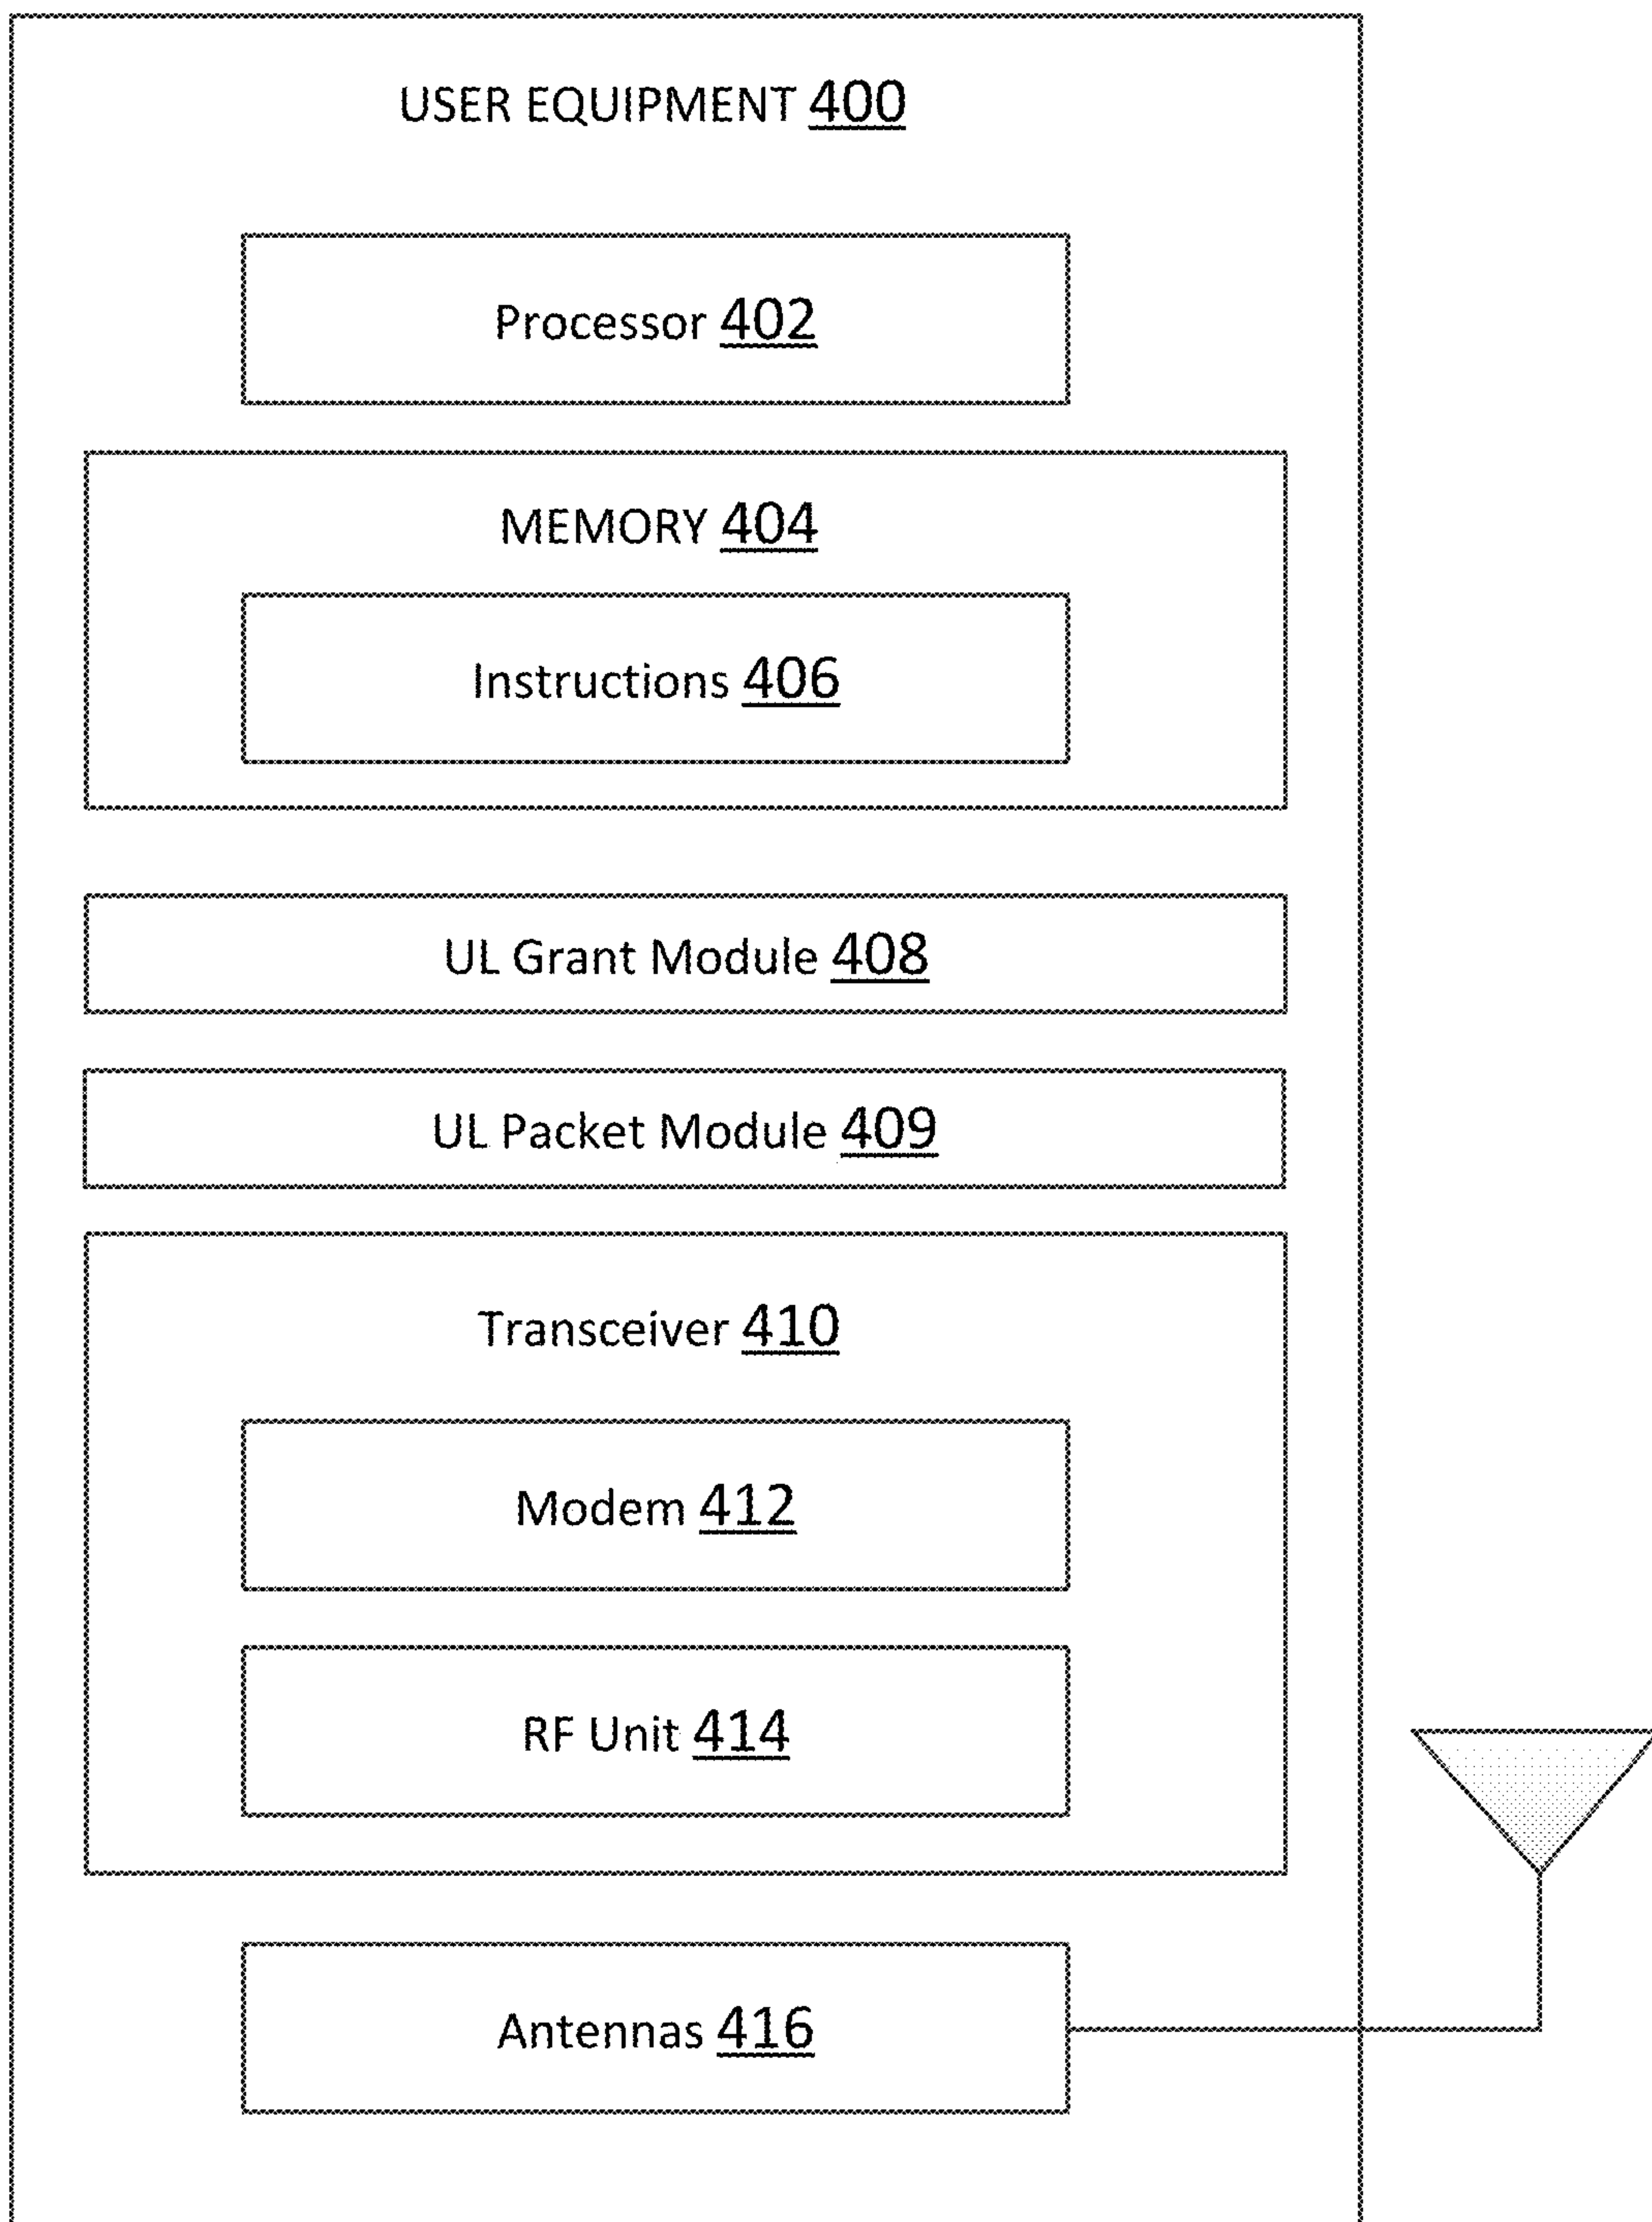 USER EQUIPMENT 400
Processor 402
MEMORY 404
Instructions 406
UL Grant Module 408
UL Packet Module 409
Transceiver 410
Modem 412
RF Unit 414
Antennas 416